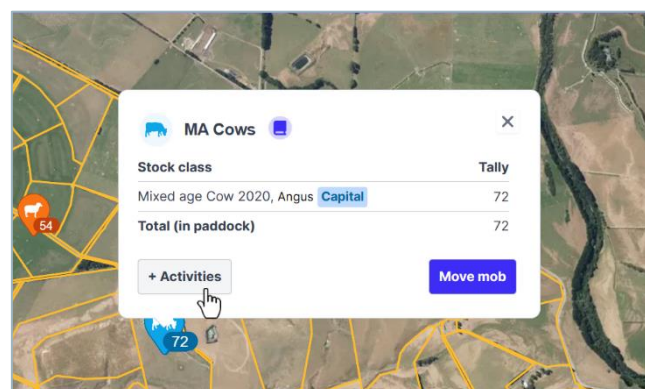 MA Cows
Stock class Tally
Mixed age Cow 2020, Angus Capital 72
Total (in paddock) 72
+ Activities Move mob
54
72